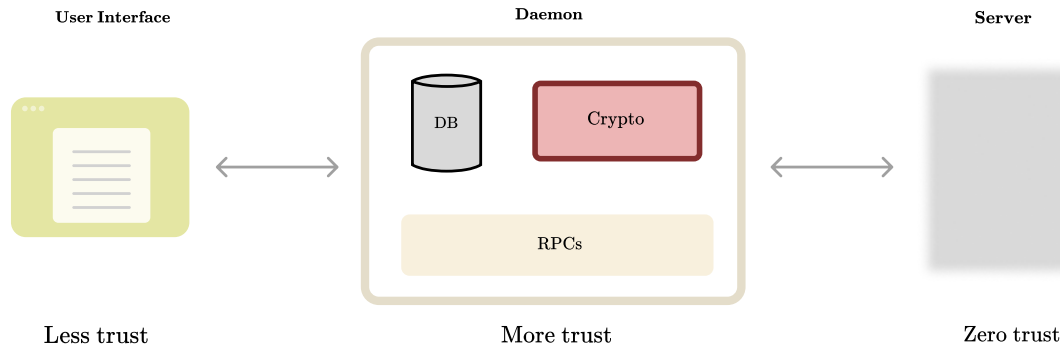 User Interface
Daemon
Server
DB
Crypto
RPCs
Less trust
More trust
Zero trust